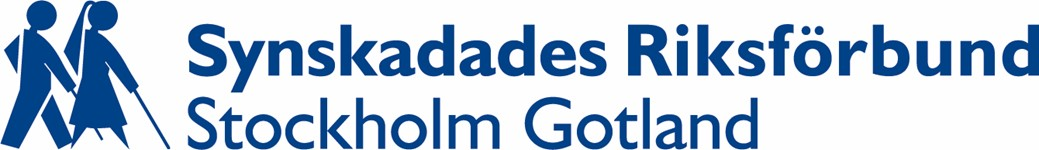 Synskadades Riksförbund
Stockholm Gotland